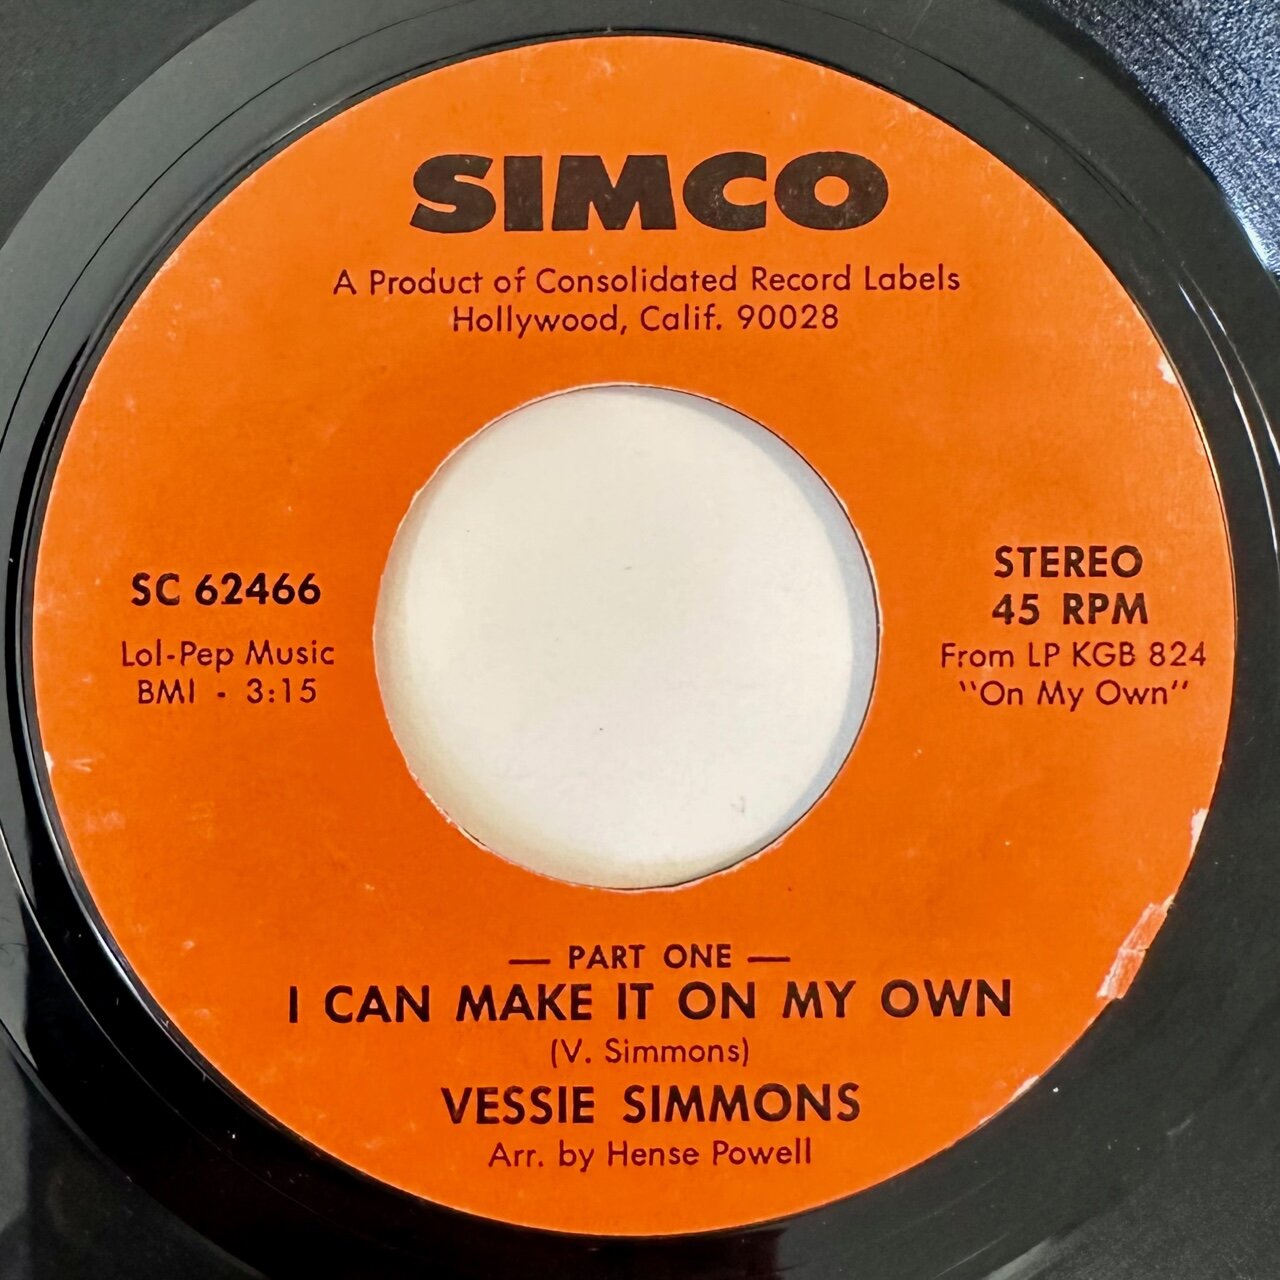 SIMCO
A Product of Consolidated Record Labels
Hollywood, Calif. 90028
SC 62466
Lol-Pep Music
BMI - 3:15
STEREO
45 RPM
From LP KGB 824
"On My Own"
— PART ONE —
I CAN MAKE IT ON MY OWN
(V. Simmons)
VESSIE SIMMONS
Arr. by Hense Powell